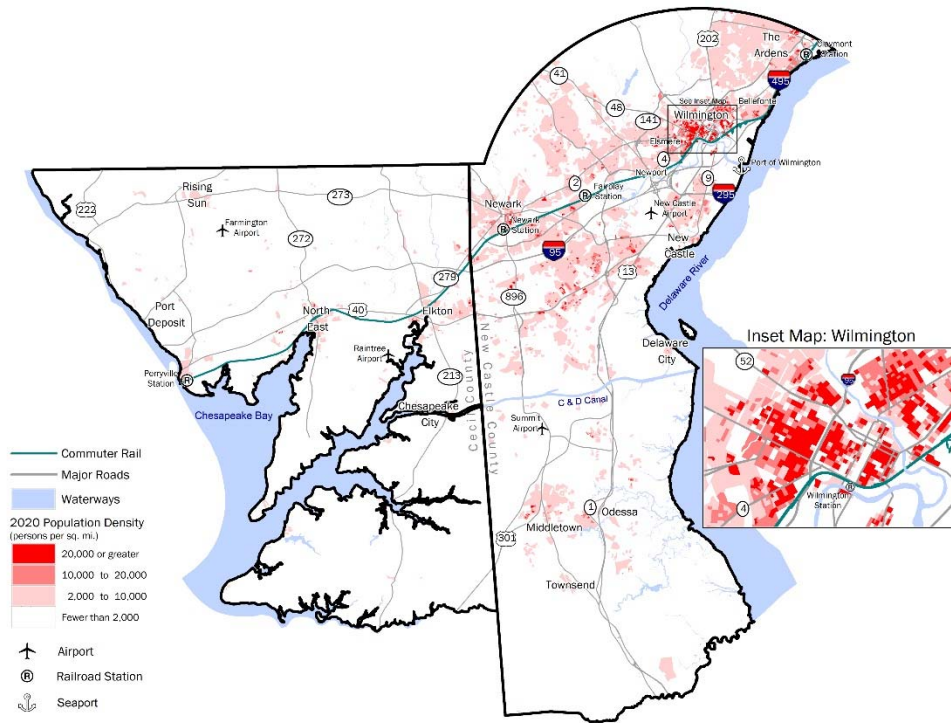 The
Ardens
Claymont
Station
202
495
41
48
141
See Inset Map
Wilmington
Bellefonte
Elsmere
4
Newport
9
Port of Wilmington
295
2
Fairplay
Station
New Castle
Airport
Newark
Newark
Station
95
New
Castle
13
Delaware River
896
Delaware
City
222
Rising
Sun
273
Farmington
Airport
272
279
Port
Deposit
North
East
40
Elkton
Raintree
Airport
213
Perryville
Station
Chesapeake Bay
Chesapeake
City
Cecil County
New Castle County
C & D Canal
Summit
Airport
1
Odessa
Middletown
301
Townsend
Inset Map: Wilmington
52
95
Wilmington
Station
4
Commuter Rail
Major Roads
Waterways
2020 Population Density
(persons per sq. mi.)
20,000 or greater
10,000 to 20,000
2,000 to 10,000
Fewer than 2,000
Airport
R Railroad Station
Seaport